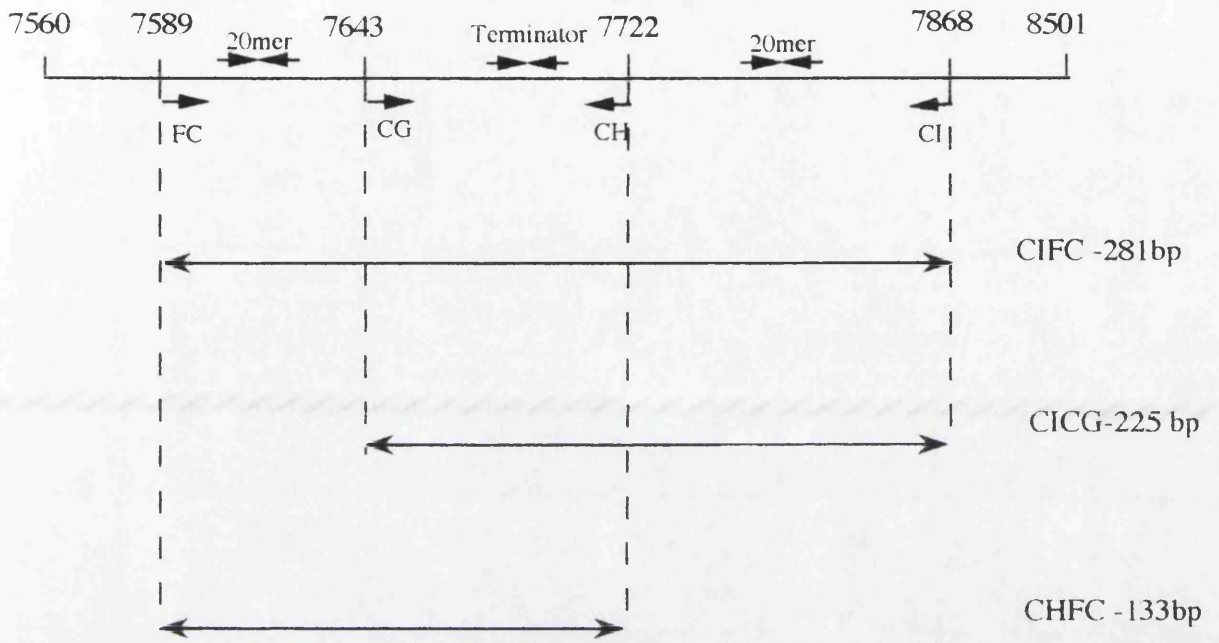 7560 7589 7643 7722 7868 8501
20mer Terminator 20mer
FC CG CH CI
CIFC -281bp
CICG-225 bp
CHFC -133bp